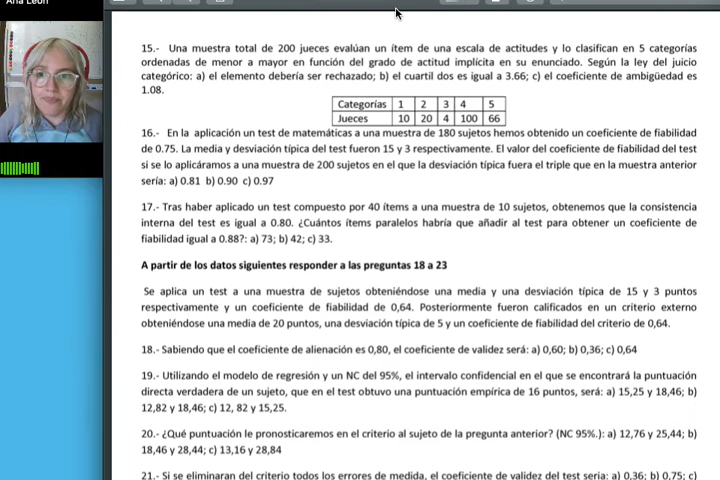 Ana León
15.- Una muestra total de 200 jueces evalúan un ítem de una escala de actitudes y lo clasifican en 5 categorías
ordenadas de menor a mayor en función del grado de actitud implícita en su enunciado. Según la ley del juicio
categórico: a) el elemento debería ser rechazado; b) el cuartil dos es igual a 3.66; c) el coeficiente de ambigüedad es
1.08.
Categorías 1 2 3 4 5
Jueces 10 20 4 100 66
16.- En la aplicación un test de matemáticas a una muestra de 180 sujetos hemos obtenido un coeficiente de fiabilidad
de 0.75. La media y desviación típica del test fueron 15 y 3 respectivamente. El valor del coeficiente de fiabilidad del test
si se lo aplicáramos a una muestra de 200 sujetos en el que la desviación típica fuera el triple que en la muestra anterior
sería: a) 0.81 b) 0.90 c) 0.97
17.- Tras haber aplicado un test compuesto por 40 ítems a una muestra de 10 sujetos, obtenemos que la consistencia
interna del test es igual a 0.80. ¿Cuántos ítems paralelos habría que añadir al test para obtener un coeficiente de
fiabilidad igual a 0.88?: a) 73; b) 42; c) 33.
A partir de los datos siguientes responder a las preguntas 18 a 23
Se aplica un test a una muestra de sujetos obteniéndose una media y una desviación típica de 15 y 3 puntos
respectivamente y un coeficiente de fiabilidad de 0,64. Posteriormente fueron calificados en un criterio externo
obteniéndose una media de 20 puntos, una desviación típica de 5 y un coeficiente de fiabilidad del criterio de 0,64.
18.- Sabiendo que el coeficiente de alienación es 0,80, el coeficiente de validez será: a) 0,60; b) 0,36; c) 0,64
19.- Utilizando el modelo de regresión y un NC del 95%, el intervalo confidencial en el que se encontrará la puntuación
directa verdadera de un sujeto, que en el test obtuvo una puntuación empírica de 16 puntos, será: a) 15,25 y 18,46; b)
12,82 y 18,46; c) 12, 82 y 15,25.
20.- ¿Qué puntuación le pronosticaremos en el criterio al sujeto de la pregunta anterior? (NC 95%.): a) 12,76 y 25,44; b)
18,46 y 28,44; c) 13,16 y 28,84
21.- Si se eliminaran del criterio todos los errores de medida, el coeficiente de validez del test sería: a) 0,36; b) 0,75; c)